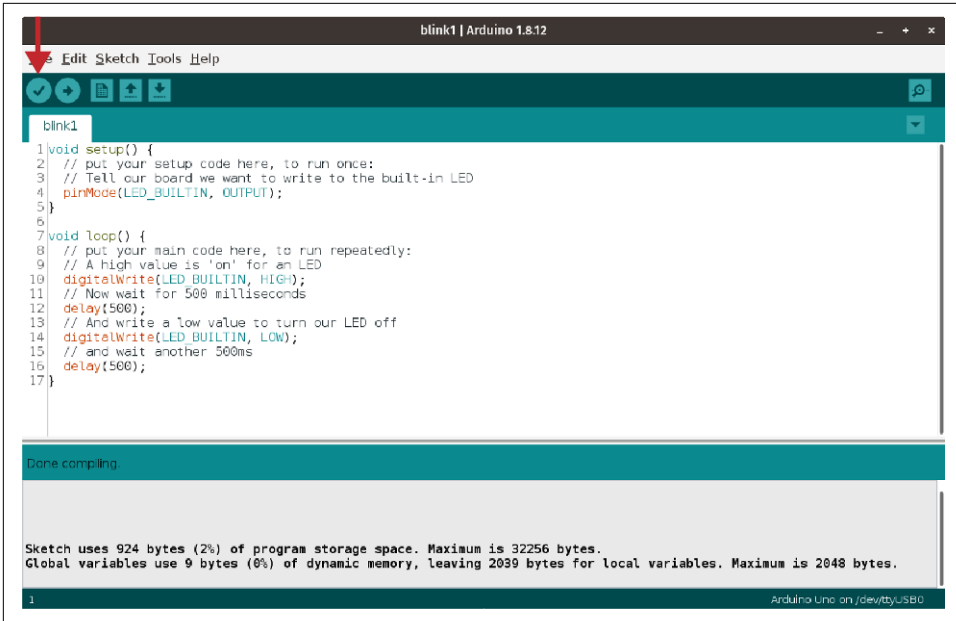 blink1 | Arduino 1.8.12
Edit Sketch Tools Help
blink1
1 void setup() {
2   // put your setup code here, to run once:
3   // Tell our board we want to write to the built-in LED
4   pinMode(LED_BUILTIN, OUTPUT);
5 }
6
7 void loop() {
8   // put your main code here, to run repeatedly:
9   // A high value is 'on' for an LED
10   digitalWrite(LED_BUILTIN, HIGH);
11   // Now wait for 500 milliseconds
12   delay(500);
13   // And write a low value to turn our LED off
14   digitalWrite(LED_BUILTIN, LOW);
15   // and wait another 500ms
16   delay(500);
17 }
Done compiling.
Sketch uses 924 bytes (2%) of program storage space. Maximum is 32256 bytes.
Global variables use 9 bytes (0%) of dynamic memory, leaving 2039 bytes for local variables. Maximum is 2048 bytes.
1 Arduino Uno on /dev/ttyUSB0